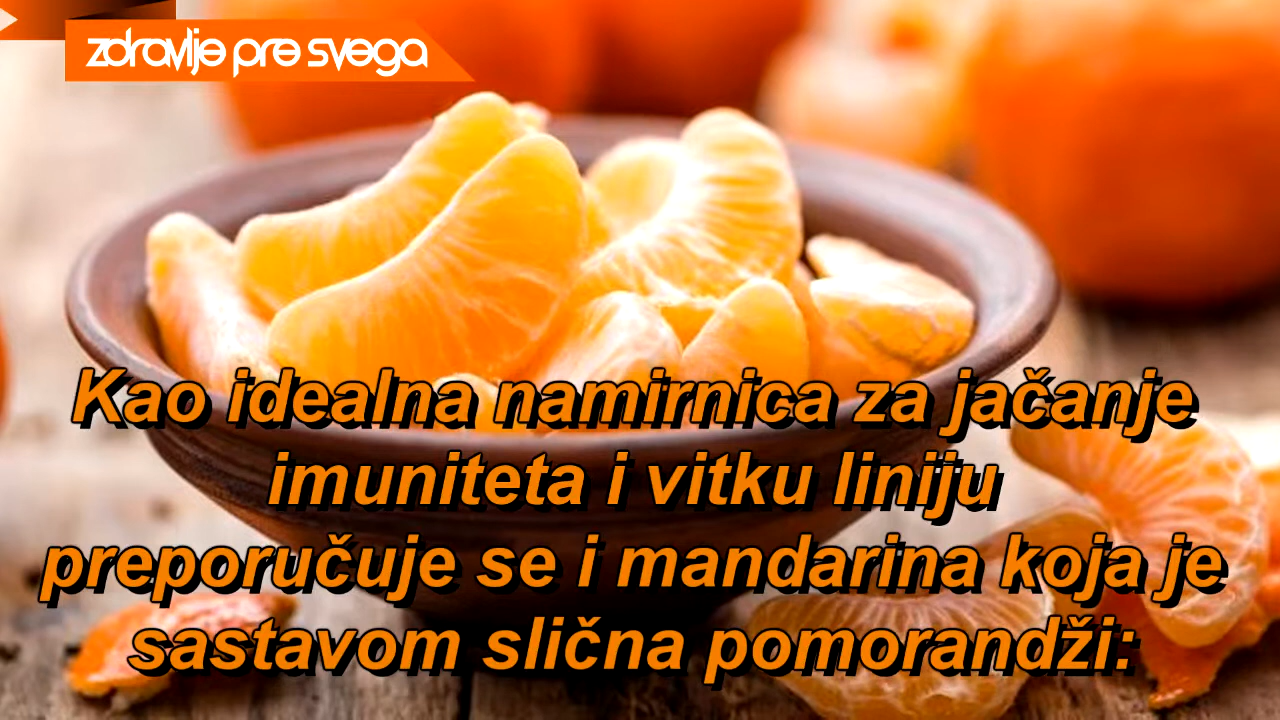 zdravlje pre svega
Kao idealna namirnica za jačanje
imuniteta i vitku liniju
preporučuje se i mandarina koja je
sastavom slična pomorandži: